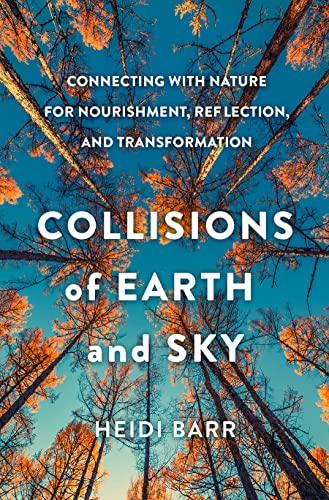 CONNECTING WITH NATURE
FOR NOURISHMENT, REFLECTION,
AND TRANSFORMATION
COLLISIONS
of EARTH
and SKY
HEIDI BARR